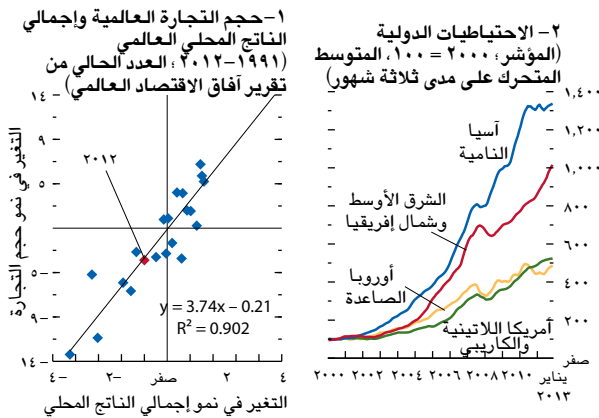 ١– حجم التجارة العالمية وإجمالي
الناتج المحلي العالمي
(١٩٩١–٢٠١٢؛ العدد الحالي من
تقرير آفاق الاقتصاد العالمي)
١٤
٩
٥
٥–
٩–
١٤–
٢٠١٢
y = 3.74x – 0.21
R² = 0.902
٤–
٢–
صفر
٢
٤
التغير في نمو حجم التجارة
التغير في نمو إجمالي الناتج المحلي
٢– الاحتياطيات الدولية
(المؤشر؛ ٢٠٠٠ = ١٠٠، المتوسط
المتحرك على مدى ثلاثة شهور)
١,٤٠٠
١,٢٠٠
١,٠٠٠
٨٠٠
٦٠٠
٤٠٠
٢٠٠
صفر
آسيا
النامية
الشرق الأوسط
وشمال إفريقيا
أوروبا
الصاعدة
أمريكا اللاتينية
والكاريبي
٢٠٠٠
٢٠٠٢
٢٠٠٤
٢٠٠٦
٢٠٠٨
٢٠١٠
يناير
٢٠١٣